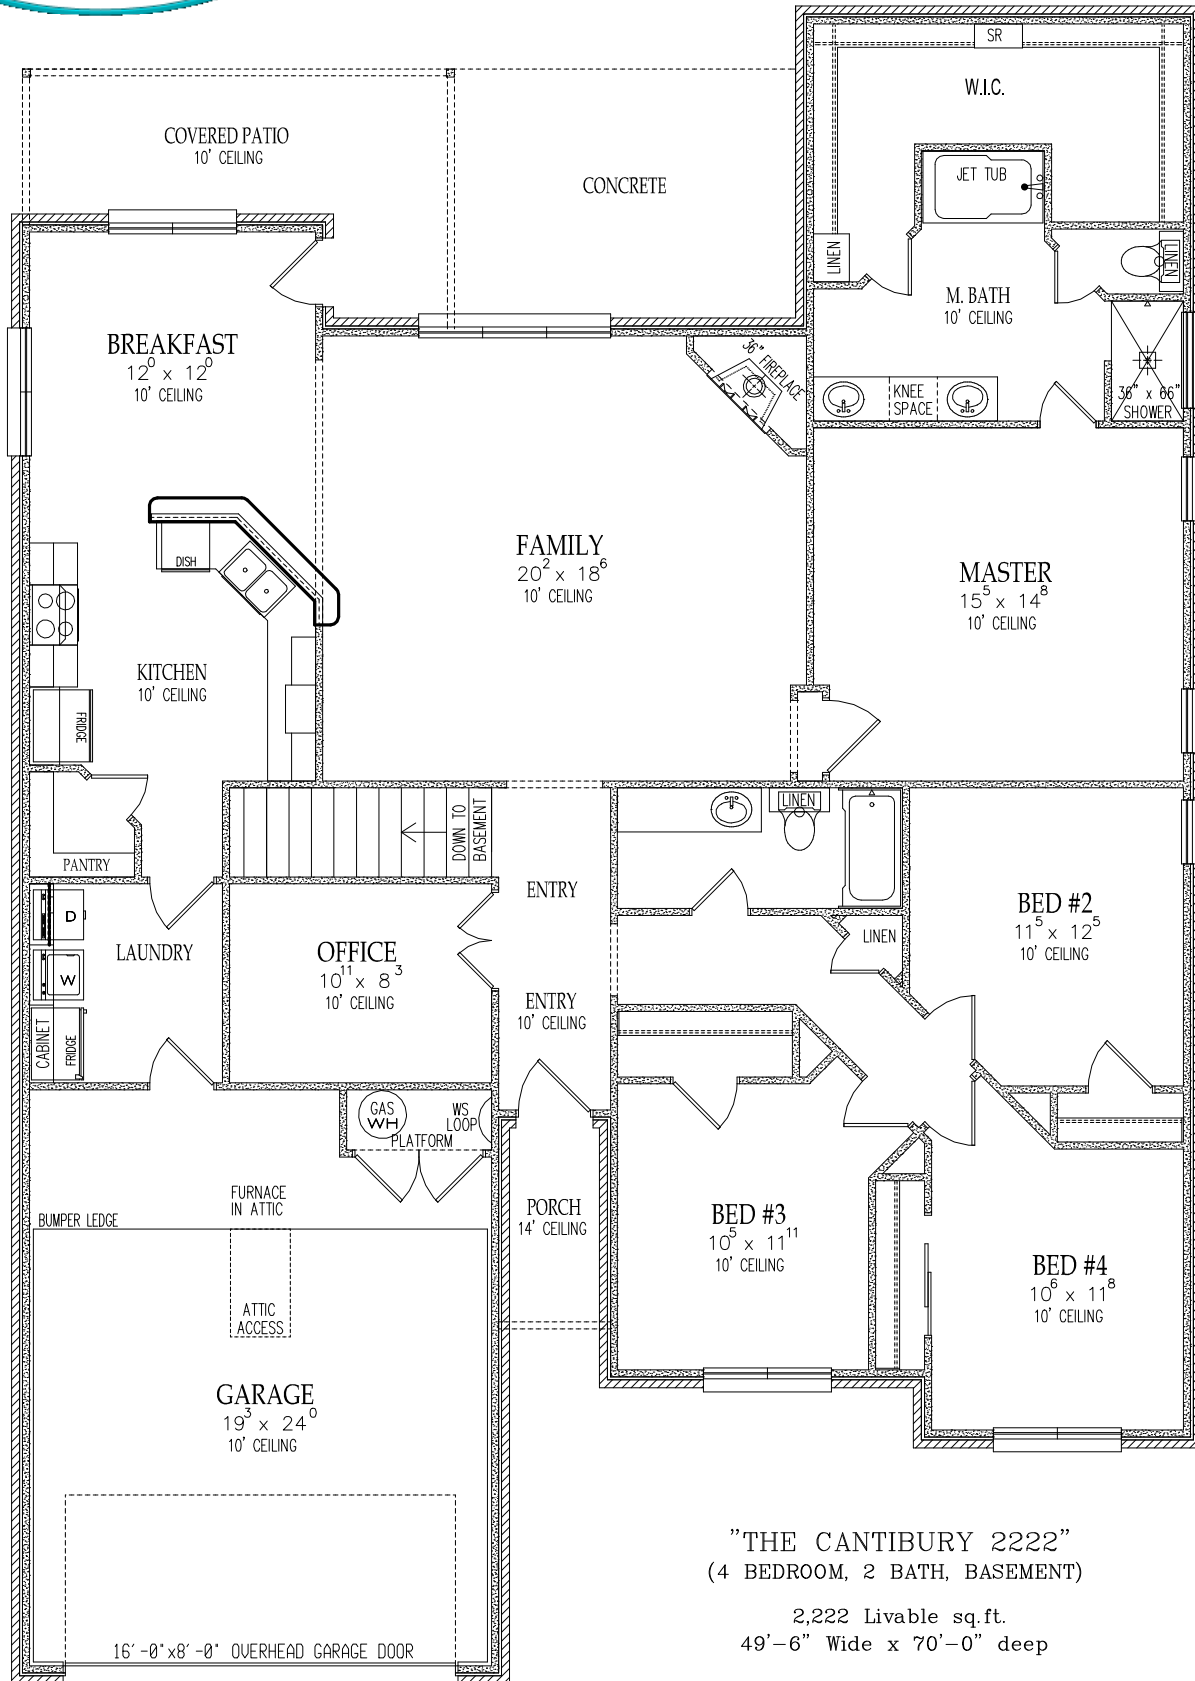 SR
W.I.C.
COVERED PATIO
10' CEILING
CONCRETE
JET TUB
LINEN
LINEN
M. BATH
10' CEILING
BREAKFAST
12⁰ x 12⁰
10' CEILING
36" FIREPLACE
KNEE
SPACE
36" x 66"
SHOWER
DISH
FAMILY
20² x 18⁶
10' CEILING
MASTER
15⁵ x 14⁸
10' CEILING
KITCHEN
10' CEILING
FRIDGE
PANTRY
DOWN TO
BASEMENT
LINEN
ENTRY
BED #2
11⁵ x 12⁵
10' CEILING
D
W
LAUNDRY
OFFICE
10¹¹ x 8³
10' CEILING
LINEN
ENTRY
10' CEILING
CABINET
FRIDGE
GAS
WH
WS
LOOP
PLATFORM
FURNACE
IN ATTIC
BUMPER LEDGE
PORCH
14' CEILING
BED #3
10⁵ x 11¹¹
10' CEILING
BED #4
10⁶ x 11⁸
10' CEILING
ATTIC
ACCESS
GARAGE
19³ x 24⁰
10' CEILING
16'-0"x8'-0" OVERHEAD GARAGE DOOR
"THE CANTIBURY 2222"
(4 BEDROOM, 2 BATH, BASEMENT)
2,222 Livable sq.ft.
49'-6" Wide x 70'-0" deep